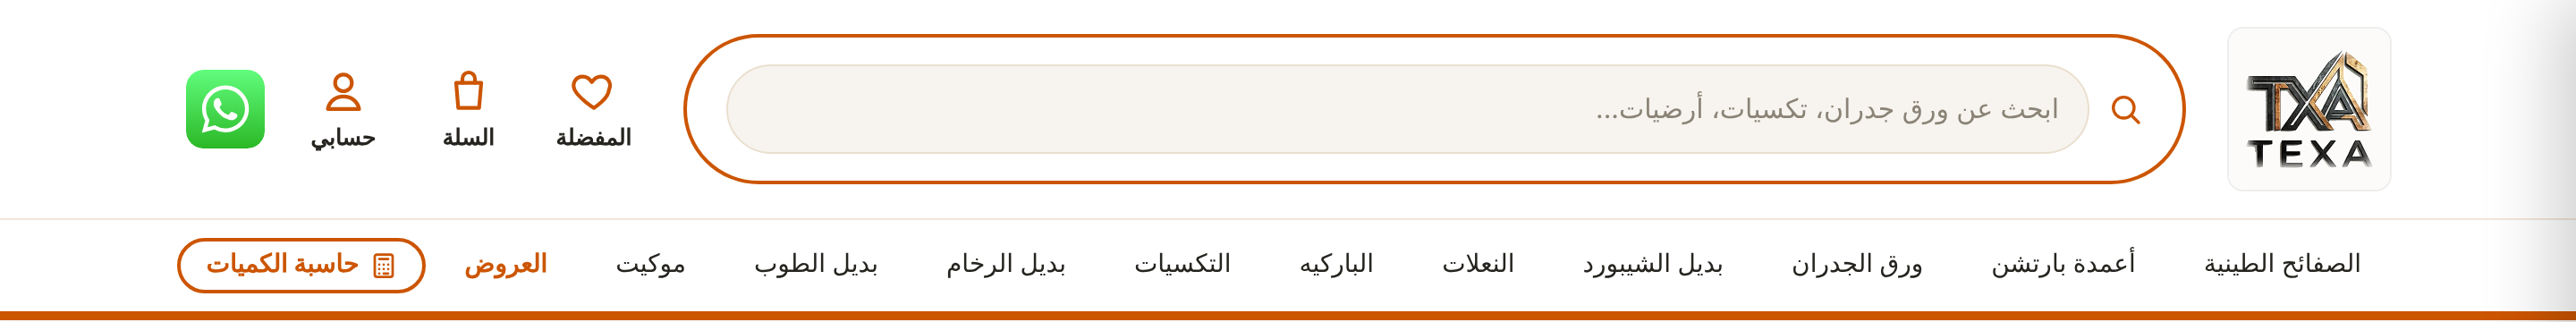 TXA
TEXA
ابحث عن ورق جدران، تكسيات، أرضيات...
المفضلة
السلة
حسابي
الصفائح الطينية
أعمدة بارتشن
ورق الجدران
بديل الشيبورد
النعلات
الباركيه
التكسيات
بديل الرخام
بديل الطوب
موكيت
العروض
حاسبة الكميات